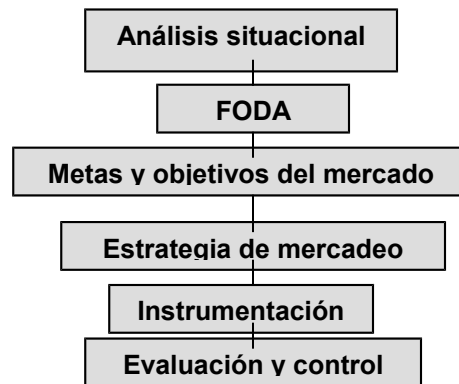 Análisis situacional
FODA
Metas y objetivos del mercado
Estrategia de mercadeo
Instrumentación
Evaluación y control